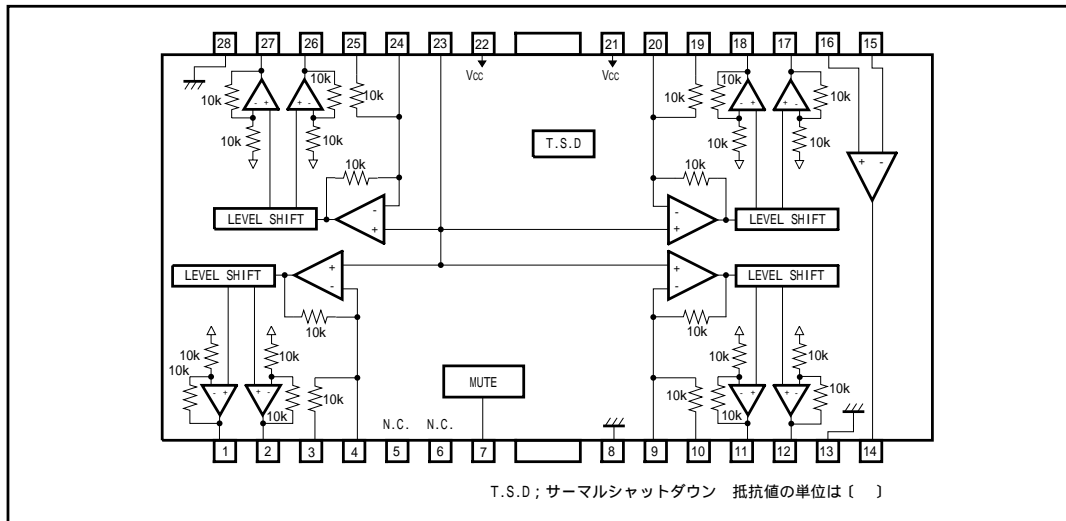 28 27 26 25 24 23 22 21 20 19 18 17 16 15
Vcc Vcc
10k 10k 10k 10k 10k 10k
10k 10k 10k 10k
T.S.D
- + + - - + + - + -
10k 10k
LEVEL SHIFT - + - + LEVEL SHIFT
LEVEL SHIFT + - + - LEVEL SHIFT
10k 10k
10k 10k 10k 10k
- + + - - + + -
10k 10k 10k 10k 10k 10k
MUTE
N.C. N.C.
1 2 3 4 5 6 7 8 9 10 11 12 13 14
T.S.D;サーマルシャットダウン 抵抗値の単位は〔 〕